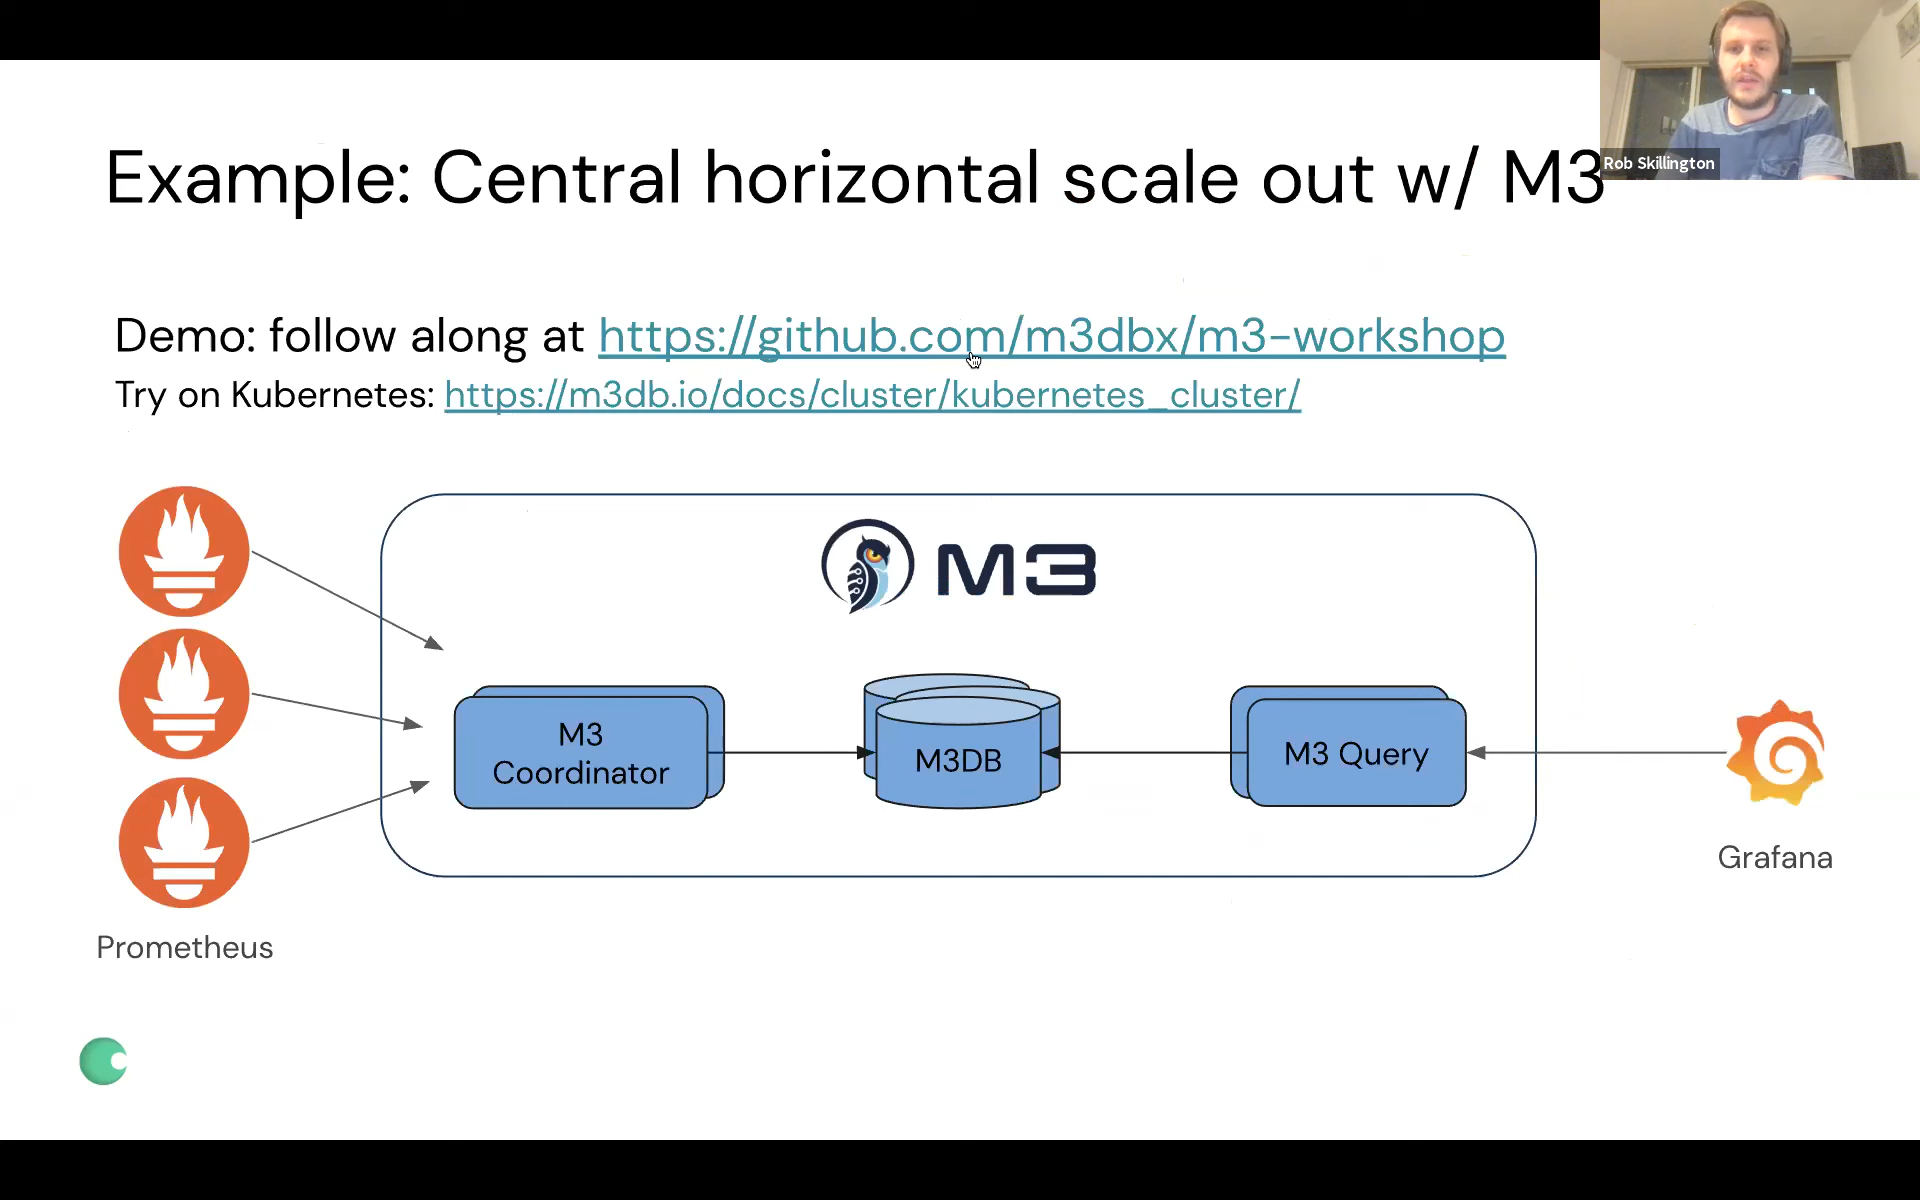 Rob Skillington
Example: Central horizontal scale out w/ M3
Demo: follow along at https://github.com/m3dbx/m3-workshop
Try on Kubernetes: https://m3db.io/docs/cluster/kubernetes_cluster/
M3
M3
Coordinator
M3DB
M3 Query
Grafana
Prometheus